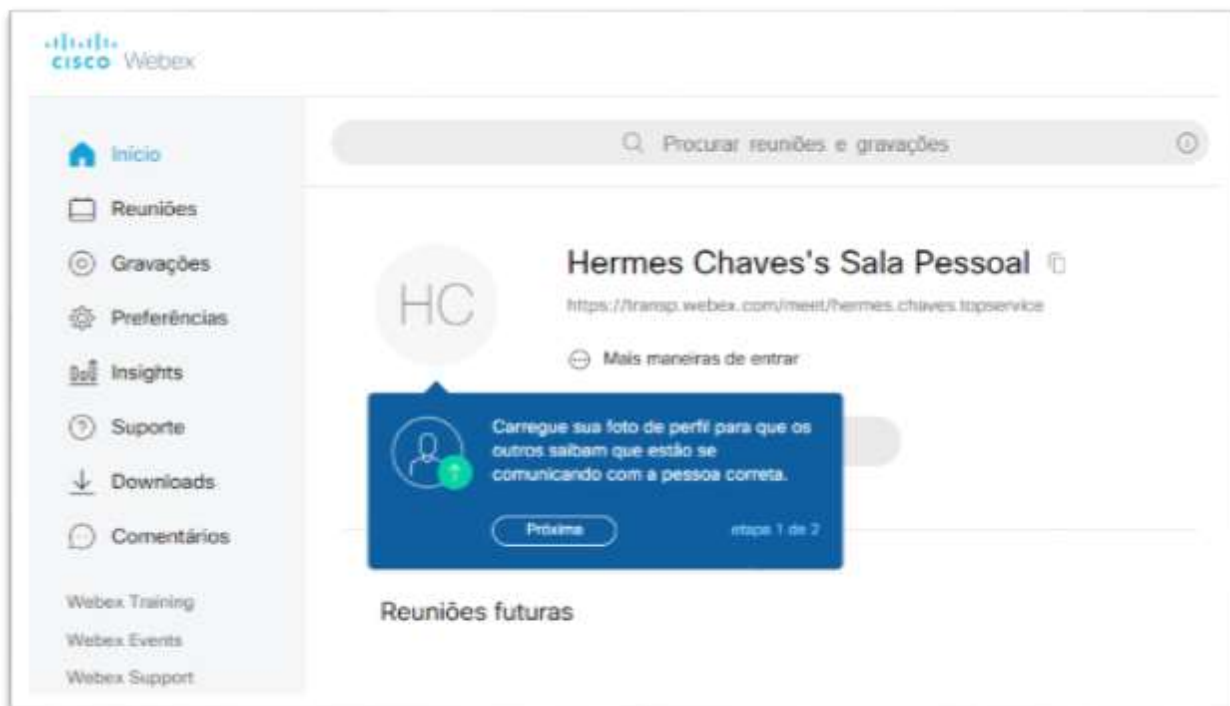 CISCO Webex
Início
Reuniões
Gravações
Preferências
Insights
Suporte
Downloads
Comentários
Webex Training
Webex Events
Webex Support
Procurar reuniões e gravações
HC
Hermes Chaves's Sala Pessoal
https://transp.webex.com/meet/hermes.chaves.topservice
Mais maneiras de entrar
Carregue sua foto de perfil para que os
outros saibam que estão se
comunicando com a pessoa correta.
Próxima
etapa 1 de 2
Reuniões futuras